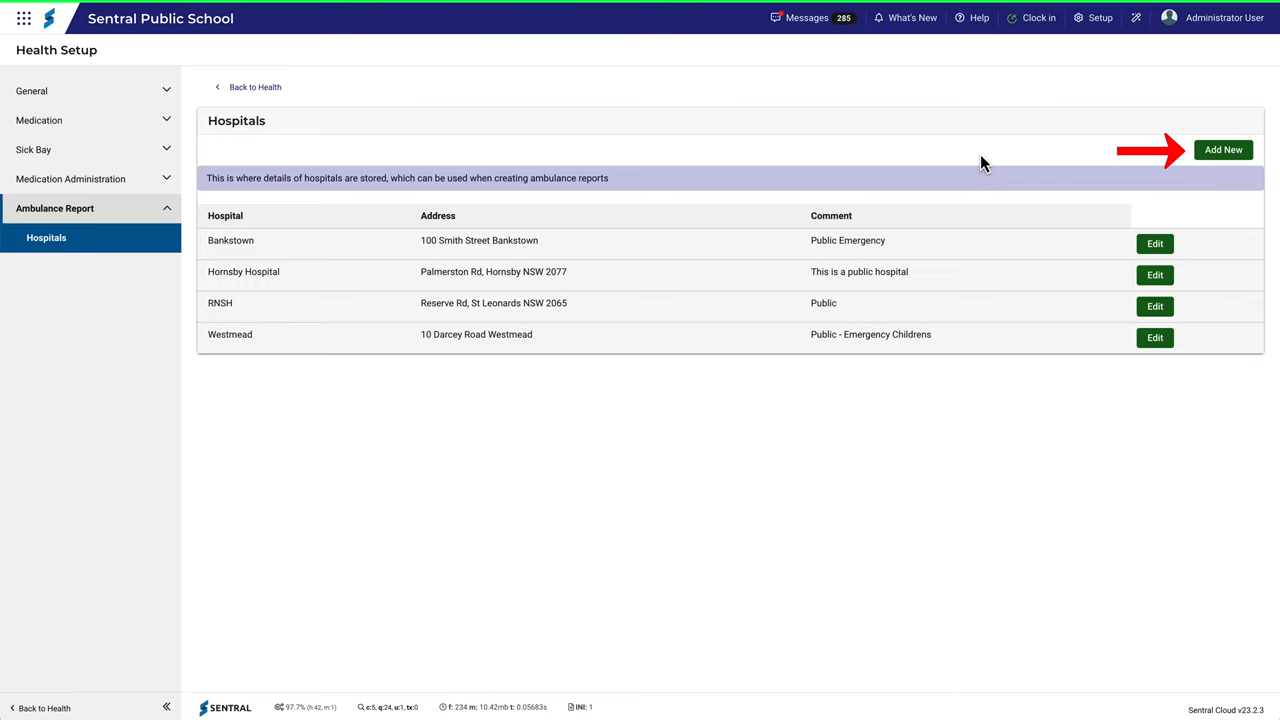 Sentral Public School
Messages 285
What's New
Help
Clock in
Setup
Administrator User
Health Setup
General
Medication
Sick Bay
Medication Administration
Ambulance Report
Hospitals
Back to Health
Hospitals
Add New
This is where details of hospitals are stored, which can be used when creating ambulance reports
Hospital Address Comment
Bankstown 100 Smith Street Bankstown Public Emergency Edit
Hornsby Hospital Palmerston Rd, Hornsby NSW 2077 This is a public hospital Edit
RNSH Reserve Rd, St Leonards NSW 2065 Public Edit
Westmead 10 Darcey Road Westmead Public - Emergency Childrens Edit
Back to Health
SENTRAL
97.7% (h:42, m:1)
c:5, q:24, u:1, tx:0
f: 234 m: 10.42mb t: 0.05683s
INI: 1
Sentral Cloud v23.2.3